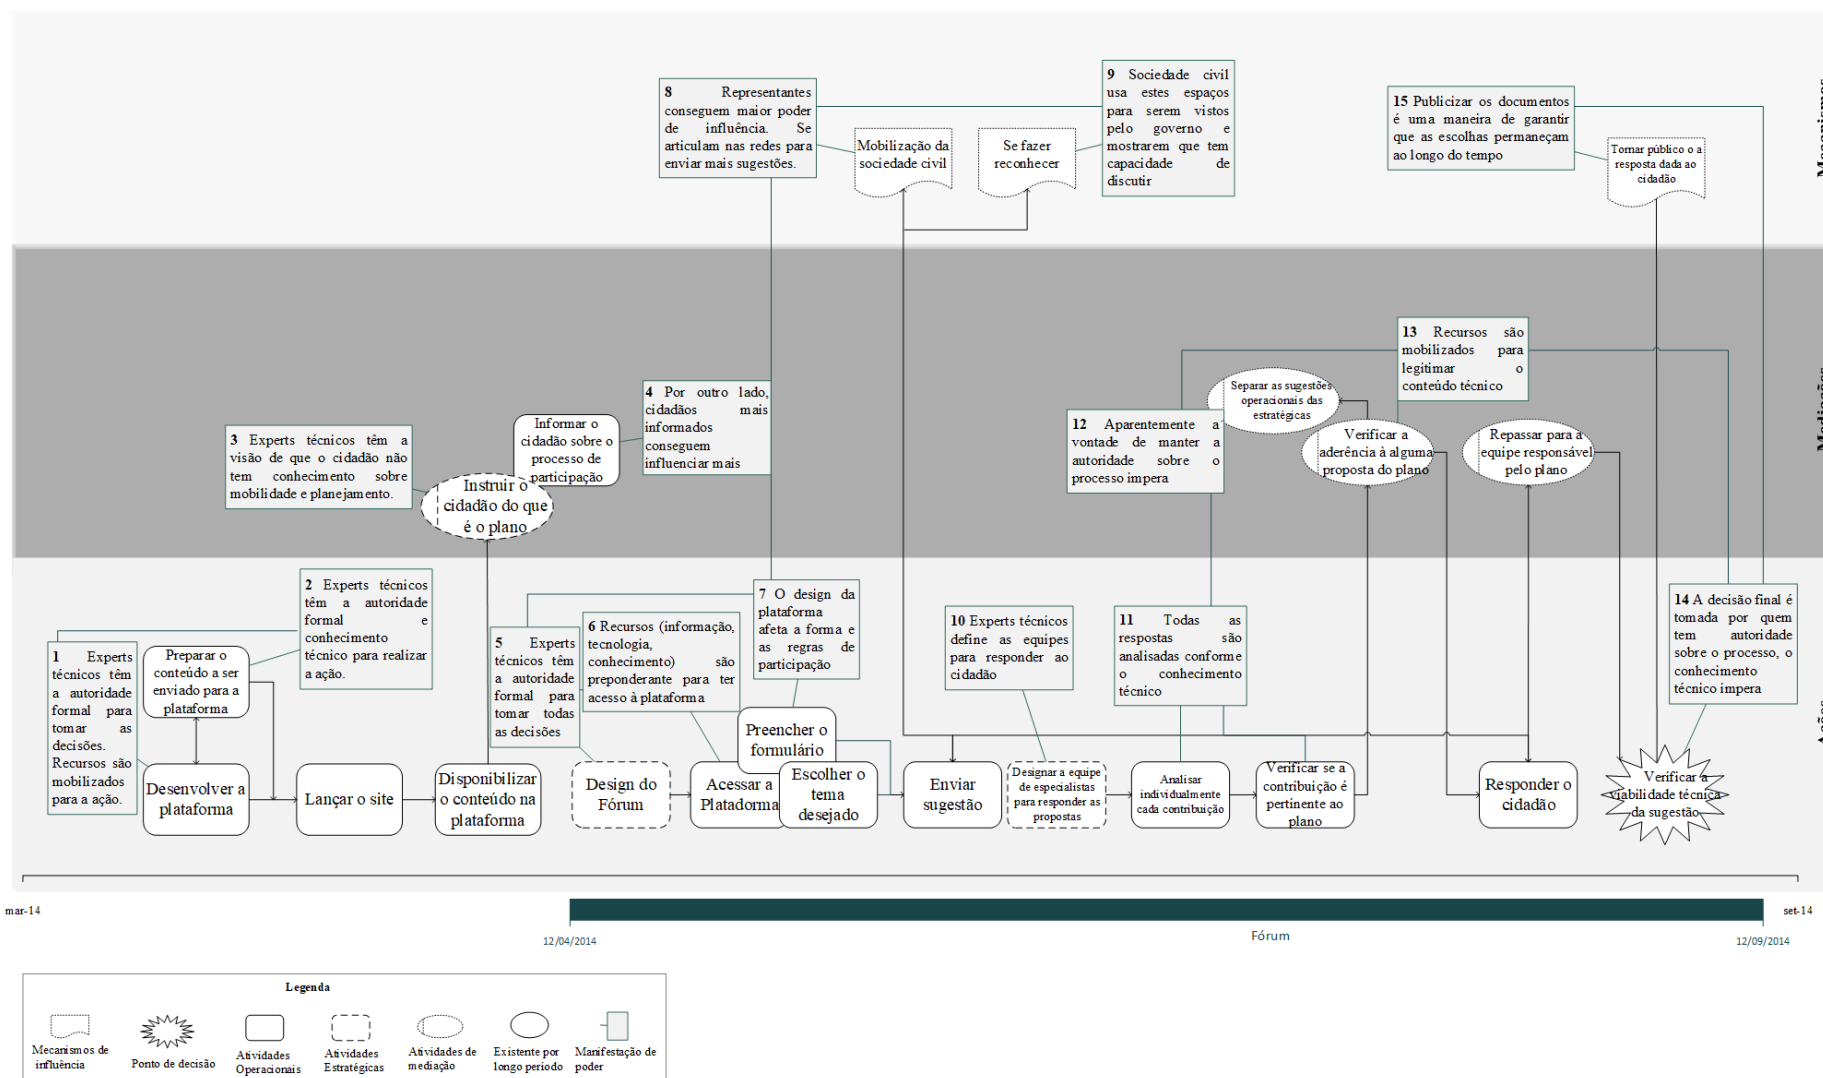 8 Representantes
conseguem maior poder
de influência. Se
articulam nas redes para
enviar mais sugestões.
Mobilização da
sociedade civil
Se fazer
reconhecer
9 Sociedade civil
usa estes espaços
para serem vistos
pelo governo e
mostrarem que tem
capacidade de
discutir
15 Publicizar os documentos
é uma maneira de garantir
que as escolhas permaneçam
ao longo do tempo
Tornar público o a
resposta dada ao
cidadão
Mecanismos
3 Experts técnicos têm a
visão de que o cidadão não
tem conhecimento sobre
mobilidade e planejamento.
Instruir o
cidadão do que
é o plano
Informar o
cidadão sobre o
processo de
participação
4 Por outro lado,
cidadãos mais
informados
conseguem
influenciar mais
12 Aparentemente a
vontade de manter a
autoridade sobre o
processo impera
Separar as sugestões
operacionais das
estratégicas
13 Recursos são
mobilizados para
legitimar o
conteúdo técnico
Verificar a
aderência à alguma
proposta do plano
Repassar para a
equipe responsável
pelo plano
Mediações
1 Experts
técnicos têm
a autoridade
formal para
tomar as
decisões.
Recursos são
mobilizados
para a ação.
Preparar o
conteúdo a ser
enviado para a
plataforma
2 Experts técnicos
têm a autoridade
formal e
conhecimento
técnico para realizar
a ação.
Desenvolver a
plataforma
Lançar o site
Disponibilizar
o conteúdo na
plataforma
5 Experts
técnicos têm
a autoridade
formal para
tomar todas
as decisões
6 Recursos (informação,
tecnologia,
conhecimento) são
preponderante para ter
acesso à plataforma
7 O design da
plataforma
afeta a forma e
as regras de
participação
Design do
Fórum
Acessar a
Platadorma
Preencher o
formulário
Escolher o
tema
desejado
Enviar
sugestão
10 Experts técnicos
define as equipes
para responder ao
cidadão
Designar a equipe
de especialistas
para responder as
propostas
11 Todas as
respostas são
analisadas conforme
o conhecimento
técnico
Analisar
individualmente
cada contribuição
Verificar se a
contribuição é
pertinente ao
plano
Responder o
cidadão
14 A decisão final é
tomada por quem
tem autoridade
sobre o processo, o
conhecimento
técnico impera
Verificar a
viabilidade técnica
da sugestão
Ações
mar-14
set-14
12/04/2014
Fórum
12/09/2014
Legenda
Mecanismos de
influência
Ponto de decisão
Atividades
Operacionais
Atividades
Estratégicas
Atividades de
mediação
Existente por
longo período
Manifestação de
poder